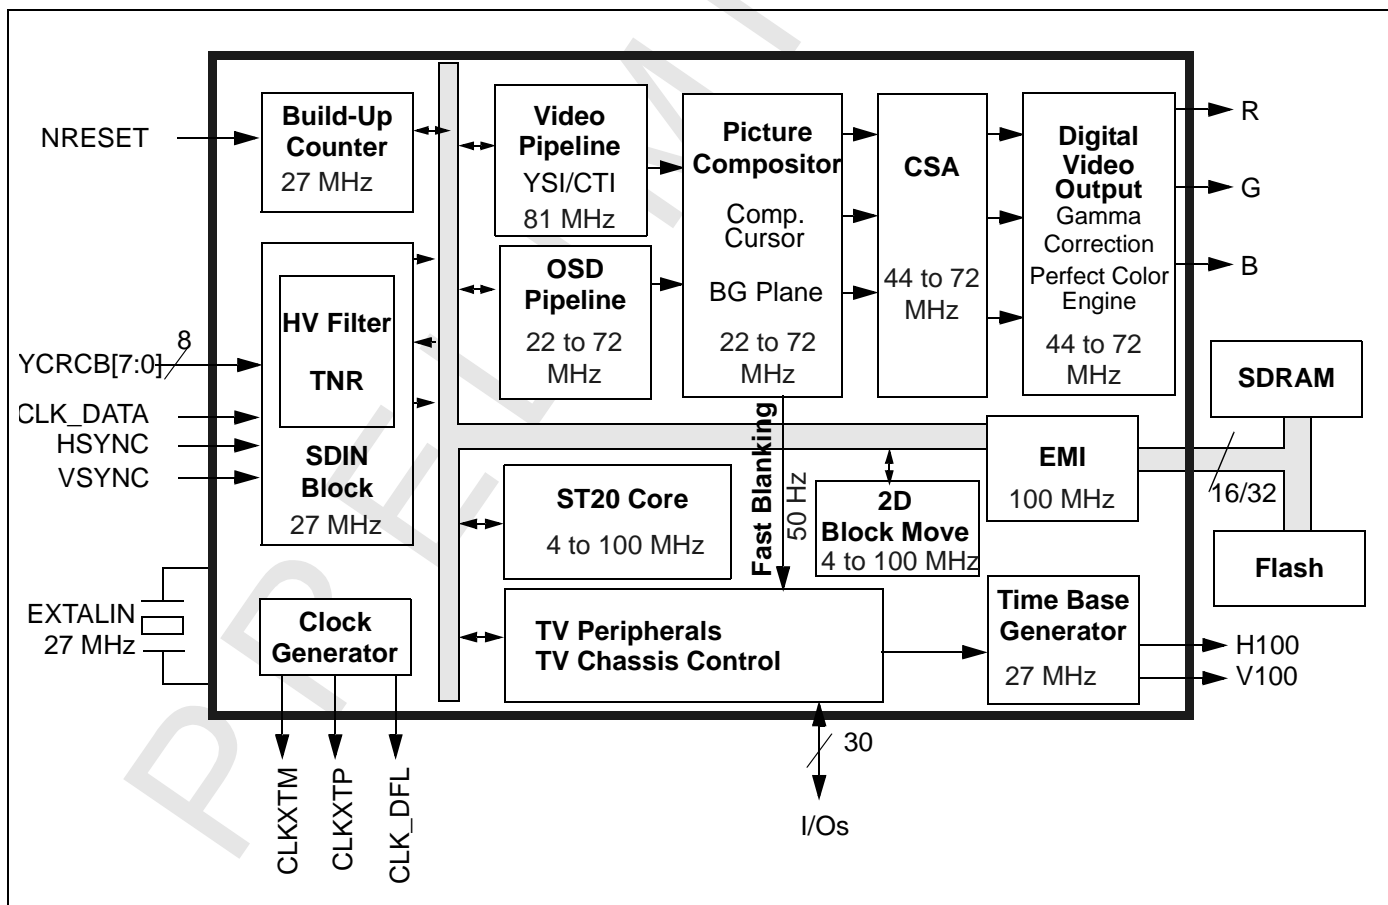 NRESET
Build-Up
Counter
27 MHz
Video
Pipeline
YSI/CTI
81 MHz
Picture
Compositor
Comp.
Cursor
BG Plane
22 to 72
MHz
CSA
44 to 72
MHz
Digital
Video
Output
Gamma
Correction
Perfect Color
Engine
44 to 72
MHz
R
G
B
OSD
Pipeline
22 to 72
MHz
HV Filter
TNR
SDIN
Block
27 MHz
YCRCB[7:0]
8
CLK_DATA
HSYNC
VSYNC
SDRAM
EMI
100 MHz
16/32
Flash
Fast Blanking
50 Hz
ST20 Core
4 to 100 MHz
2D
Block Move
4 to 100 MHz
EXTALIN
27 MHz
Clock
Generator
TV Peripherals
TV Chassis Control
Time Base
Generator
27 MHz
H100
V100
CLKXTM
CLKXTP
CLK_DFL
30
I/Os